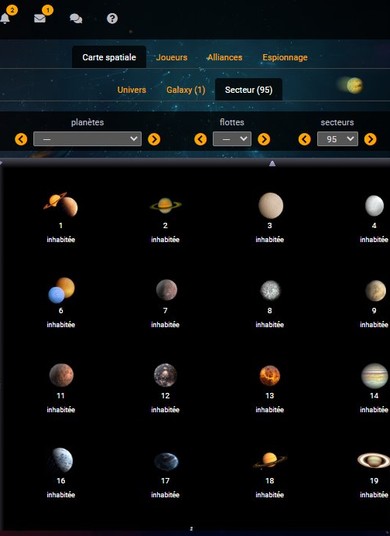 2
1
Carte spatiale Joueurs Alliances Espionnage
Univers Galaxy (1) Secteur (95)
planètes flottes secteurs
--- --- 95
1 2 3 4
inhabitée inhabitée inhabitée inhabitée
6 7 8 9
inhabitée inhabitée inhabitée inhabitée
11 12 13 14
inhabitée inhabitée inhabitée inhabitée
16 17 18 19
inhabitée inhabitée inhabitée inhabitée
2